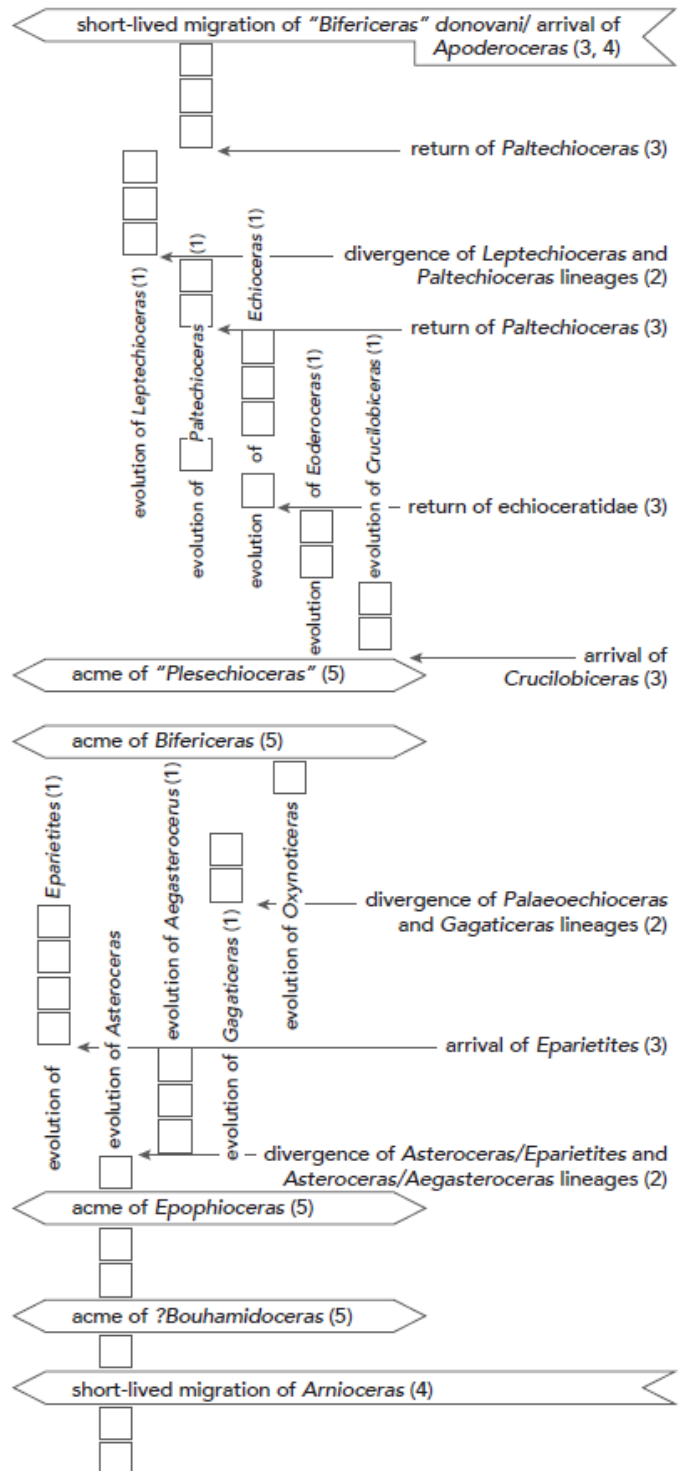 short-lived migration of "Bifericeras" donovani/ arrival of
Apoderoceras (3, 4)
return of Paltechioceras (3)
divergence of Leptechioceras and
Paltechioceras lineages (2)
evolution of Leptechioceras (1)
evolution of Paltechioceras (1)
evolution of Echioceras (1)
return of Paltechioceras (3)
evolution of Eoderoceras (1)
evolution of Crucilobiceras (1)
return of echioceratidae (3)
arrival of
Crucilobiceras (3)
acme of "Plesechioceras" (5)
acme of Bifericeras (5)
evolution of Eparietites (1)
evolution of Asteroceras
evolution of Aegasterocerus (1)
evolution of Gagaticeras (1)
evolution of Oxynoticeras
divergence of Palaeoechioceras
and Gagaticeras lineages (2)
arrival of Eparietites (3)
divergence of Asteroceras/Eparietites and
Asteroceras/Aegasteroceras lineages (2)
acme of Epophioceras (5)
acme of ?Bouhamidoceras (5)
short-lived migration of Arnioceras (4)